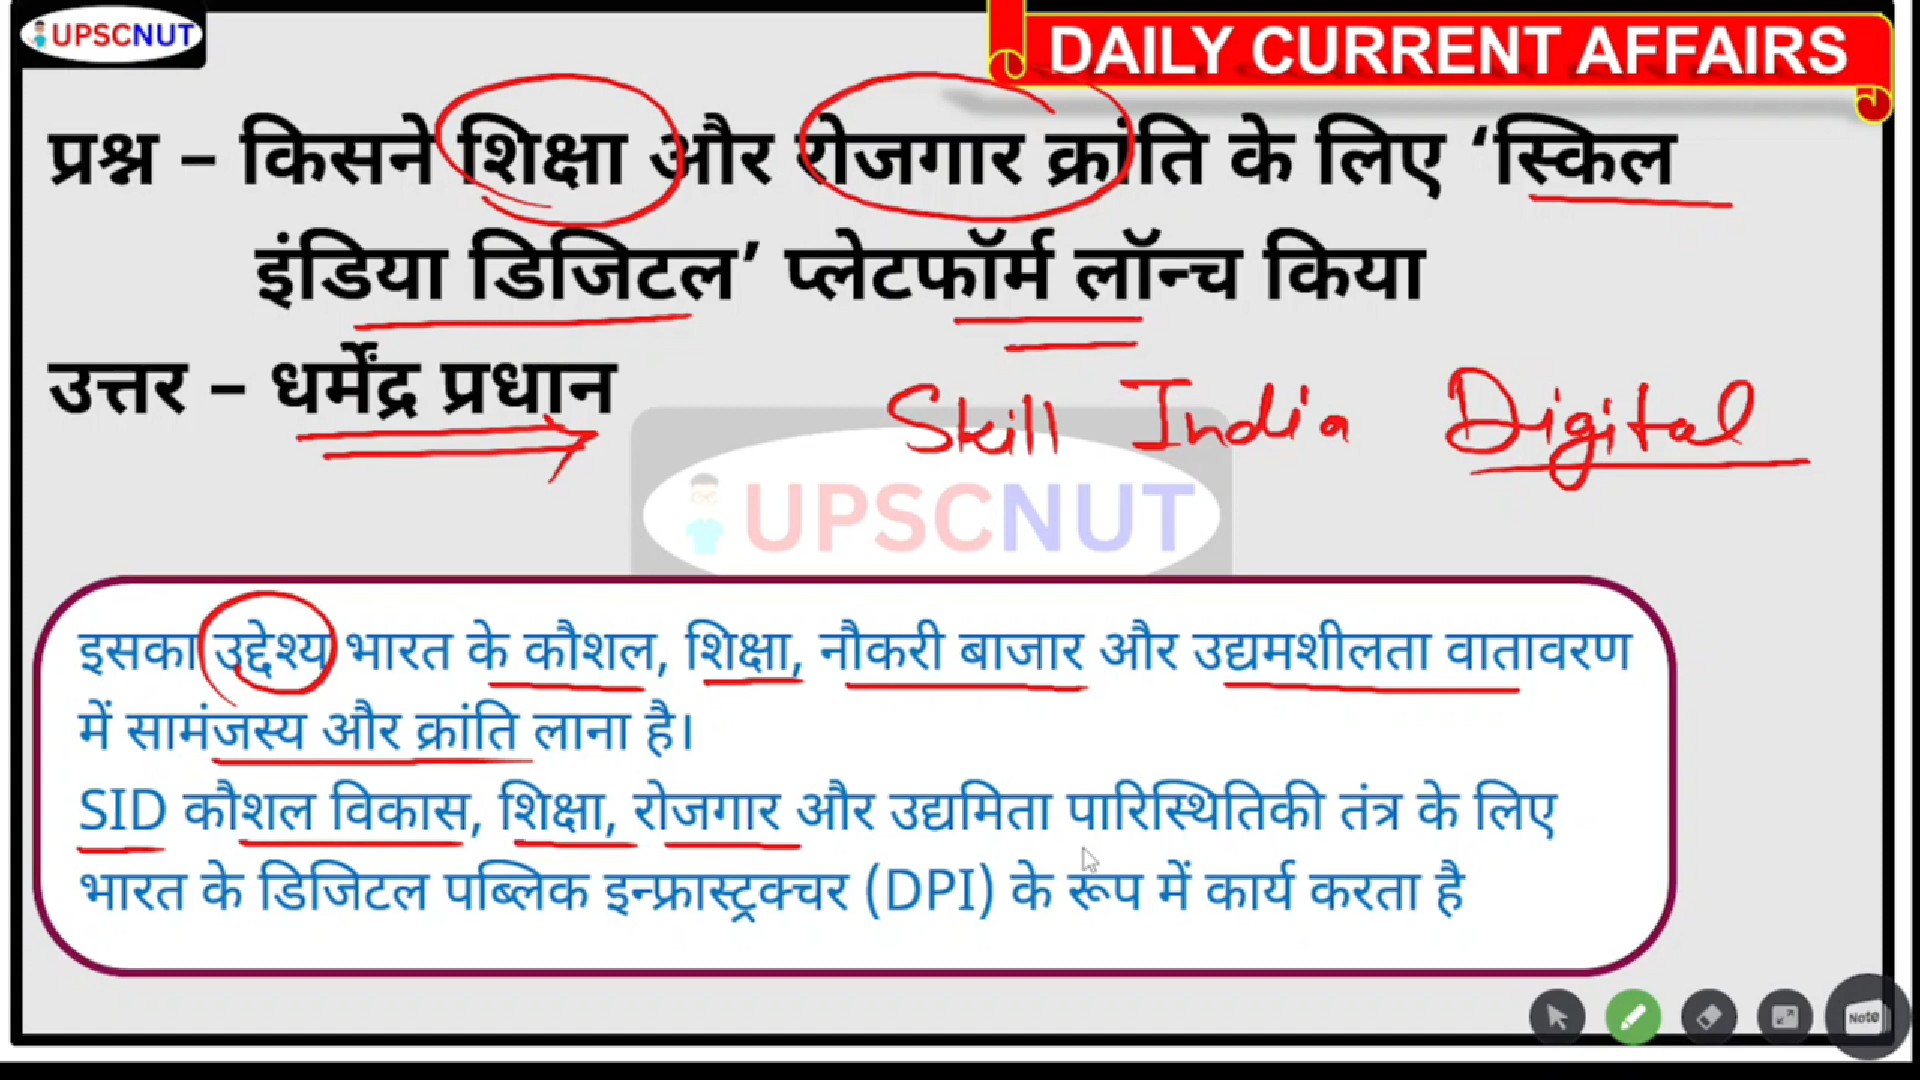 UPSCNUT
DAILY CURRENT AFFAIRS
प्रश्न – किसने शिक्षा और रोजगार क्रांति के लिए ‘स्किल
इंडिया डिजिटल’ प्लेटफॉर्म लॉन्च किया
उत्तर – धर्मेंद्र प्रधान
Skill India Digital
UPSCNUT
इसका उद्देश्य भारत के कौशल, शिक्षा, नौकरी बाजार और उद्यमशीलता वातावरण
में सामंजस्य और क्रांति लाना है।
SID कौशल विकास, शिक्षा, रोजगार और उद्यमिता पारिस्थितिकी तंत्र के लिए
भारत के डिजिटल पब्लिक इन्फ्रास्ट्रक्चर (DPI) के रूप में कार्य करता है
Note